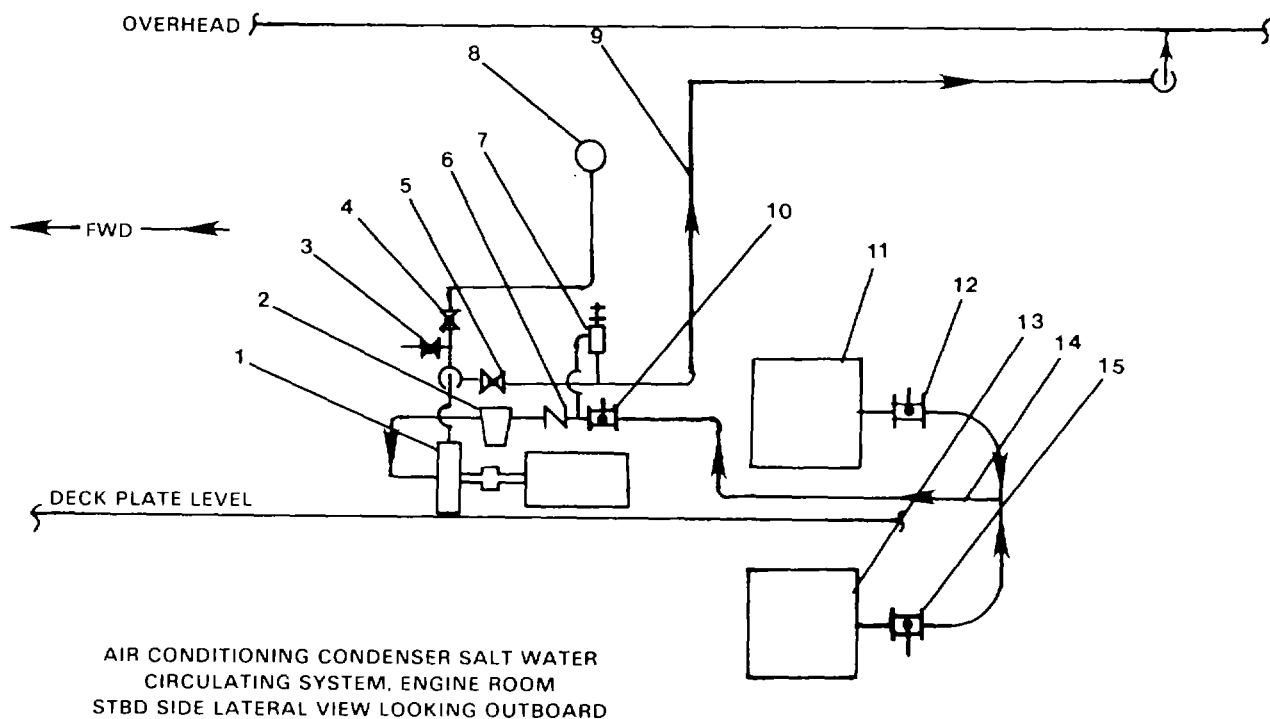 OVERHEAD
9
8
7
6
5
4
3
2
1
FWD
10
11
12
13
14
15
DECK PLATE LEVEL
AIR CONDITIONING CONDENSER SALT WATER
CIRCULATING SYSTEM, ENGINE ROOM
STBD SIDE LATERAL VIEW LOOKING OUTBOARD